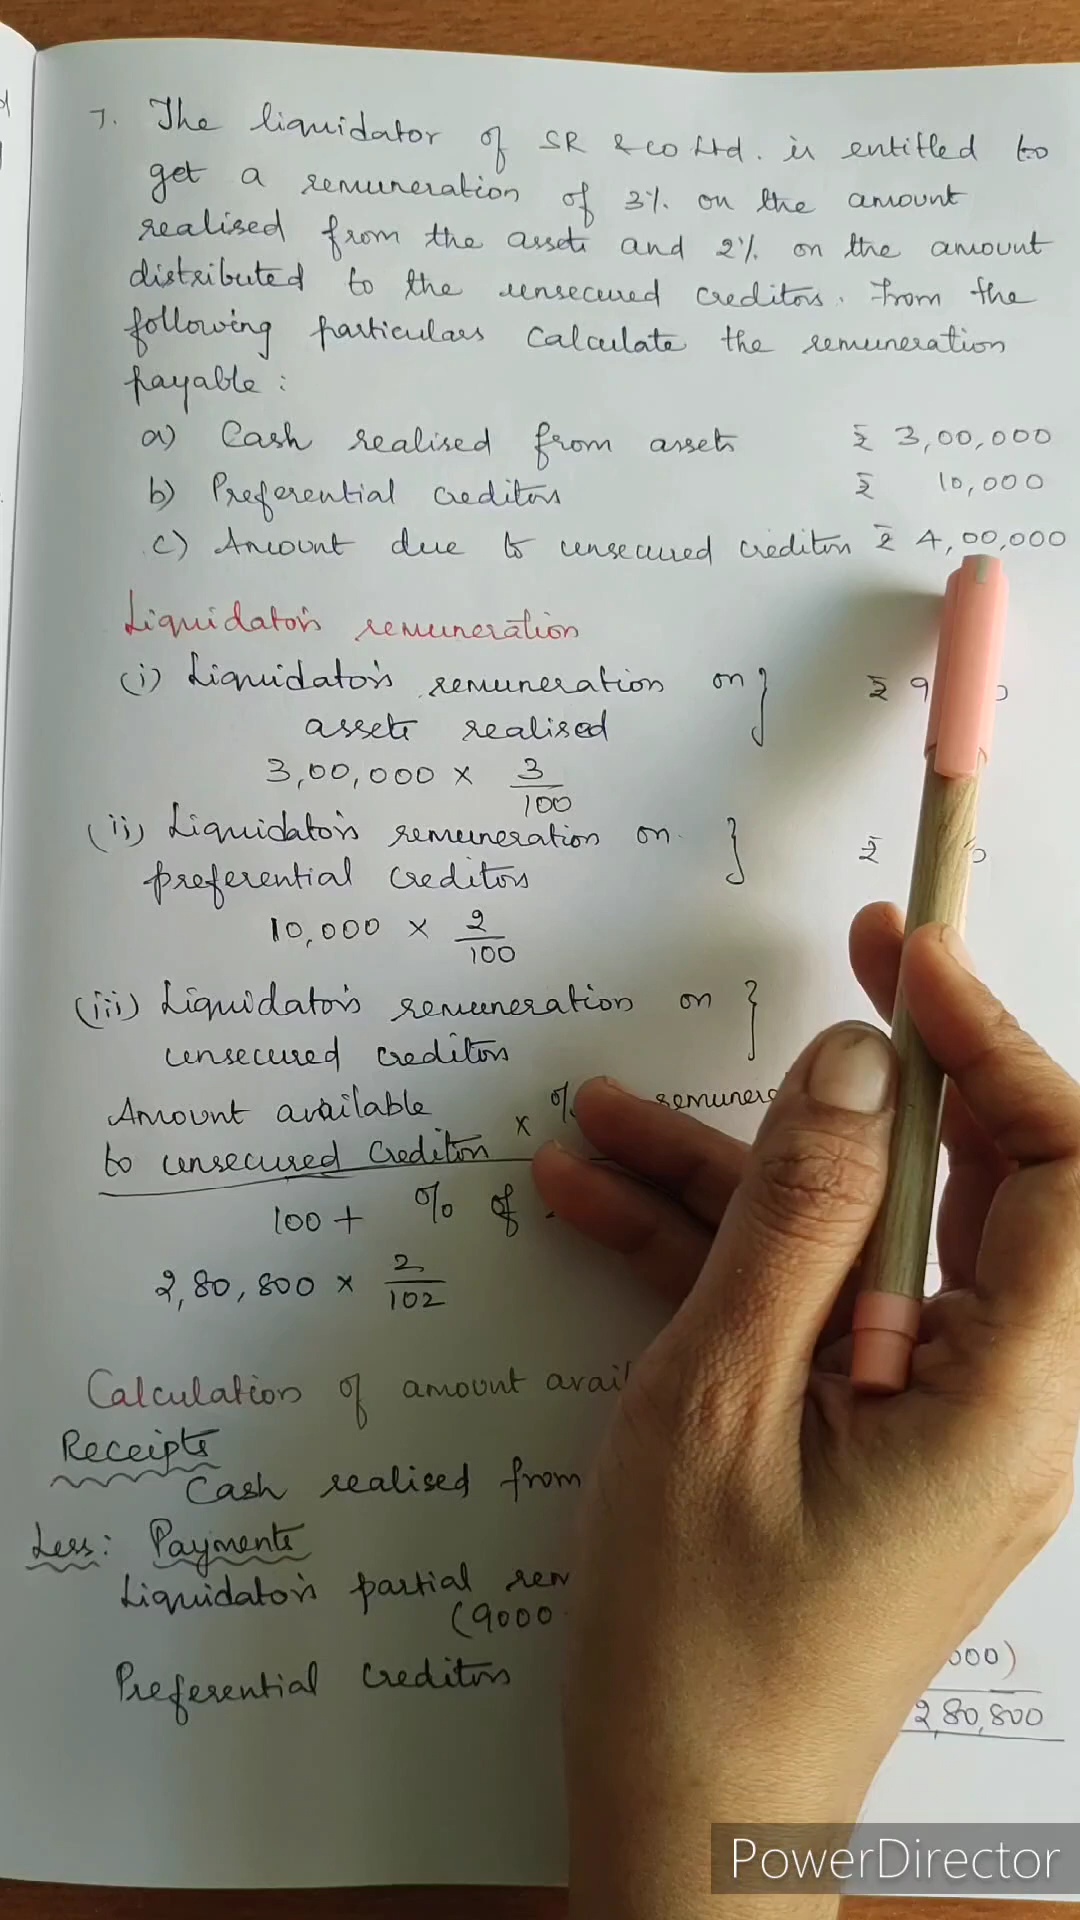 7. The liquidator of SR & co Ltd. is entitled to
get a remuneration of 3% on the amount
realised from the assets and 2% on the amount
distributed to the unsecured creditors. From the
following particulars calculate the remuneration
payable:
a) Cash realised from assets ₹ 3,00,000
b) Preferential creditors ₹ 10,000
c) Amount due to unsecured creditors ₹ 4,00,000
Liquidator's remuneration
(i) Liquidator's remuneration on } ₹ 9
assets realised
3,00,000 × 3/100
(ii) Liquidator's remuneration on } ₹
preferential creditors
10,000 × 2/100
(iii) Liquidator's remuneration on }
unsecured creditors
Amount available × %
to unsecured creditors
100 + % of
2,80,800 × 2/102
Calculation of amount
Receipts
Cash realised from
Less: Payments
Liquidator's partial
(9000
Preferential creditors 000)
2,80,800
PowerDirector